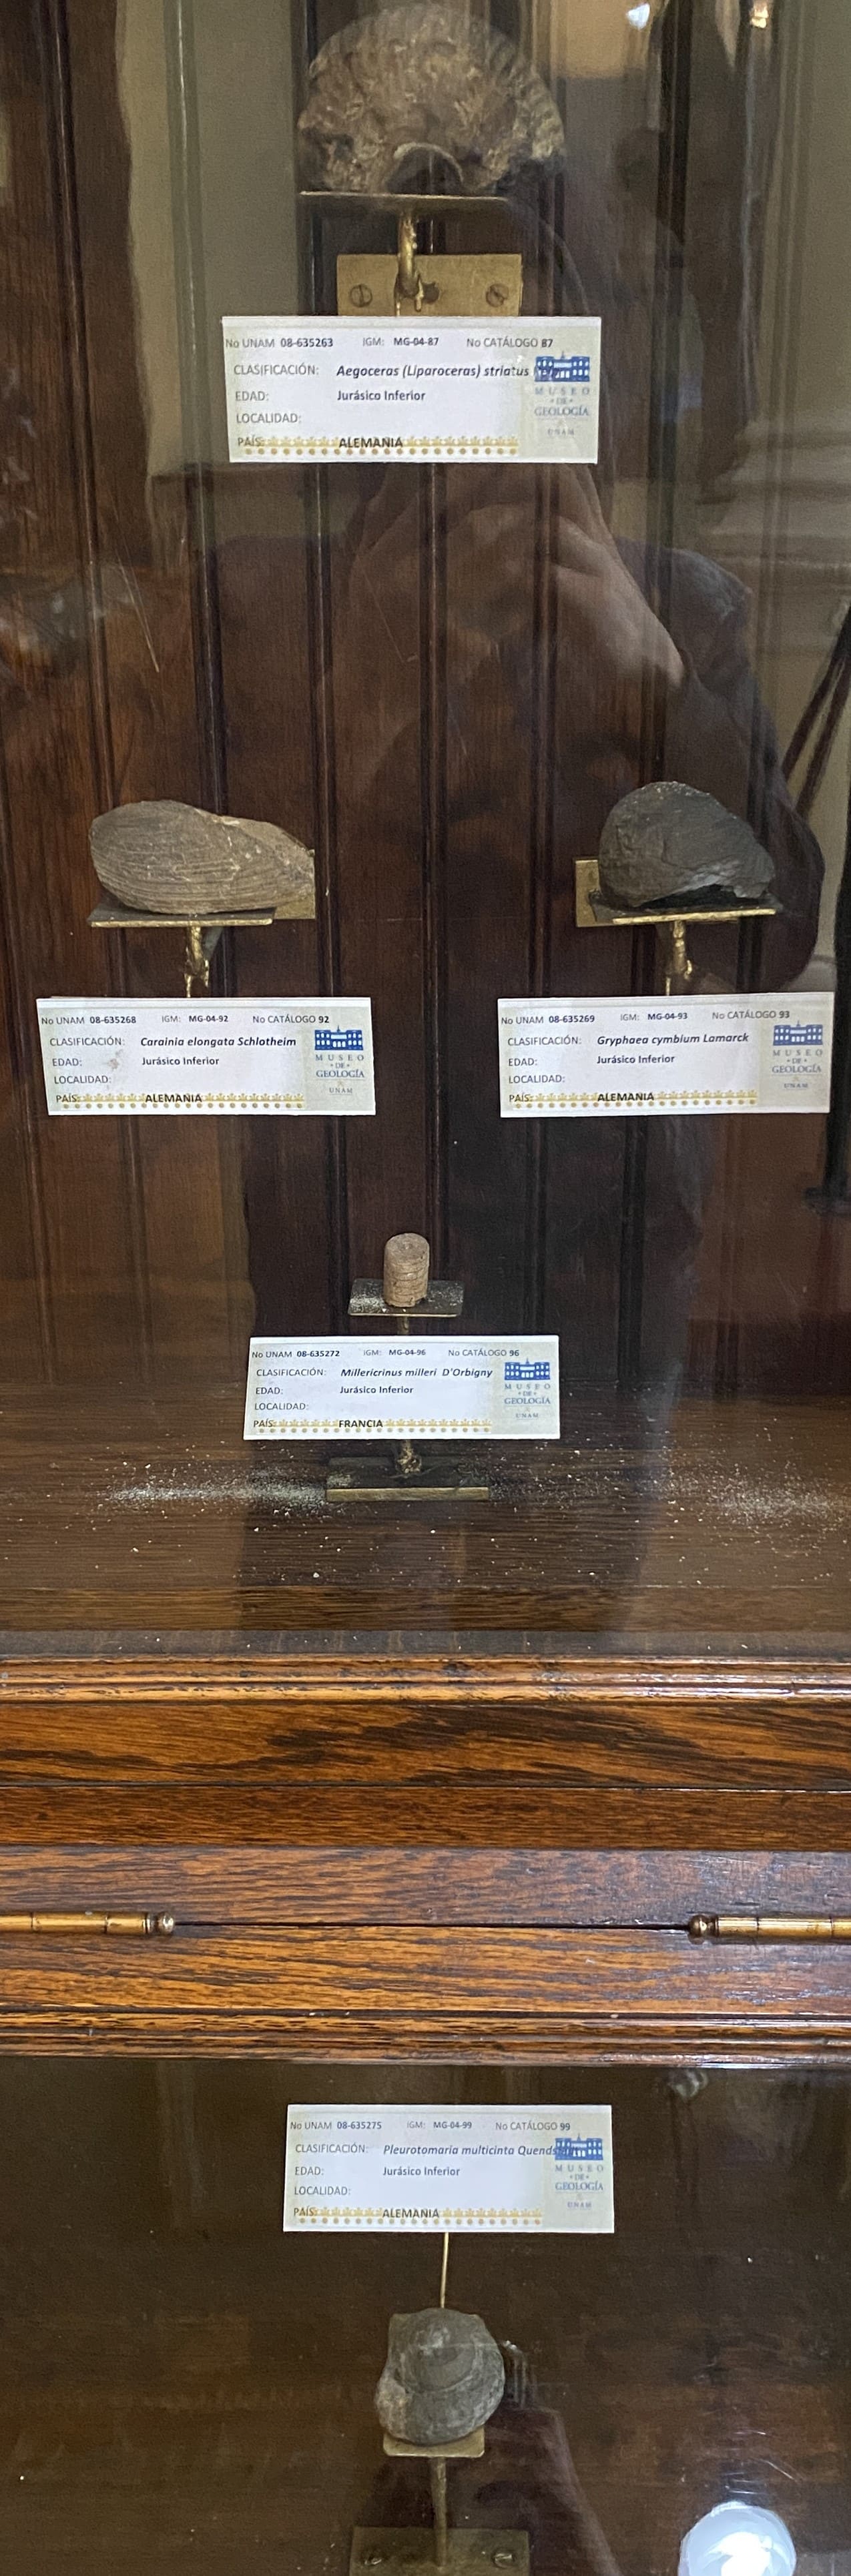 No UNAM 08-635263 IGM: MG-04-87 No CATÁLOGO 87
CLASIFICACIÓN: Aegoceras (Liparoceras) striatus
EDAD: Jurásico Inferior
LOCALIDAD:
PAÍS: ALEMANIA
MUSEO
DE
GEOLOGÍA
UNAM
No UNAM 08-635268 IGM: MG-04-92 No CATÁLOGO 92
CLASIFICACIÓN: Carainia elongata Schlotheim
EDAD: Jurásico Inferior
LOCALIDAD:
PAÍS: ALEMANIA
MUSEO
DE
GEOLOGÍA
UNAM
No UNAM 08-635269 IGM: MG-04-93 No CATÁLOGO 93
CLASIFICACIÓN: Gryphaea cymbium Lamarck
EDAD: Jurásico Inferior
LOCALIDAD:
PAÍS: ALEMANIA
MUSEO
DE
GEOLOGÍA
UNAM
No UNAM 08-635272 IGM: MG-04-96 No CATÁLOGO 96
CLASIFICACIÓN: Millericrinus milleri D'Orbigny
EDAD: Jurásico Inferior
LOCALIDAD:
PAÍS: FRANCIA
MUSEO
DE
GEOLOGÍA
UNAM
No UNAM 08-635275 IGM: MG-04-99 No CATÁLOGO 99
CLASIFICACIÓN: Pleurotomaria multicinta
EDAD: Jurásico Inferior
LOCALIDAD:
PAÍS: ALEMANIA
MUSEO
DE
GEOLOGÍA
UNAM